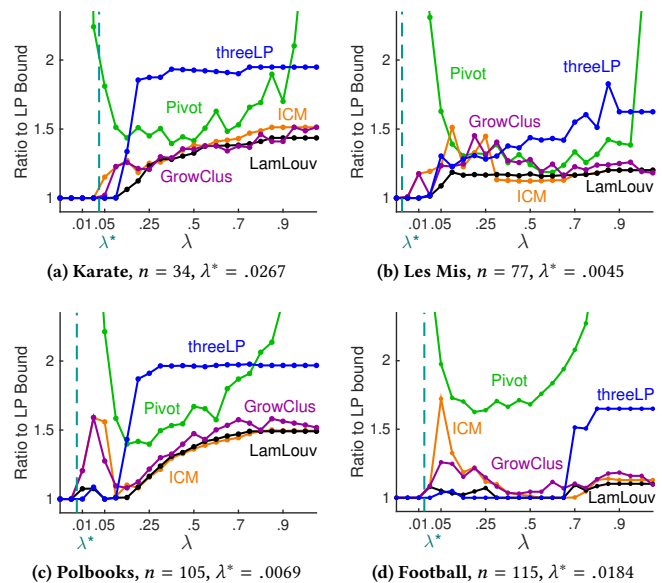 Ratio to LP Bound
2
1.5
1
threeLP
Pivot
ICM
LamLouv
GrowClus
.01 .05 .25 .5 .7 .9
λ*
λ
(a) Karate, n = 34, λ* = .0267
Ratio to LP Bound
2
1.5
1
threeLP
Pivot
GrowClus
LamLouv
ICM
.01 .05 .25 .5 .7 .9
λ*
λ
(b) Les Mis, n = 77, λ* = .0045
Ratio to LP Bound
2
1.5
1
threeLP
Pivot
GrowClus
LamLouv
ICM
.01 .05 .25 .5 .7 .9
λ*
λ
(c) Polbooks, n = 105, λ* = .0069
Ratio to LP Bound
2
1.5
1
Pivot
threeLP
ICM
GrowClus
LamLouv
.01 .05 .25 .5 .7 .9
λ*
λ
(d) Football, n = 115, λ* = .0184